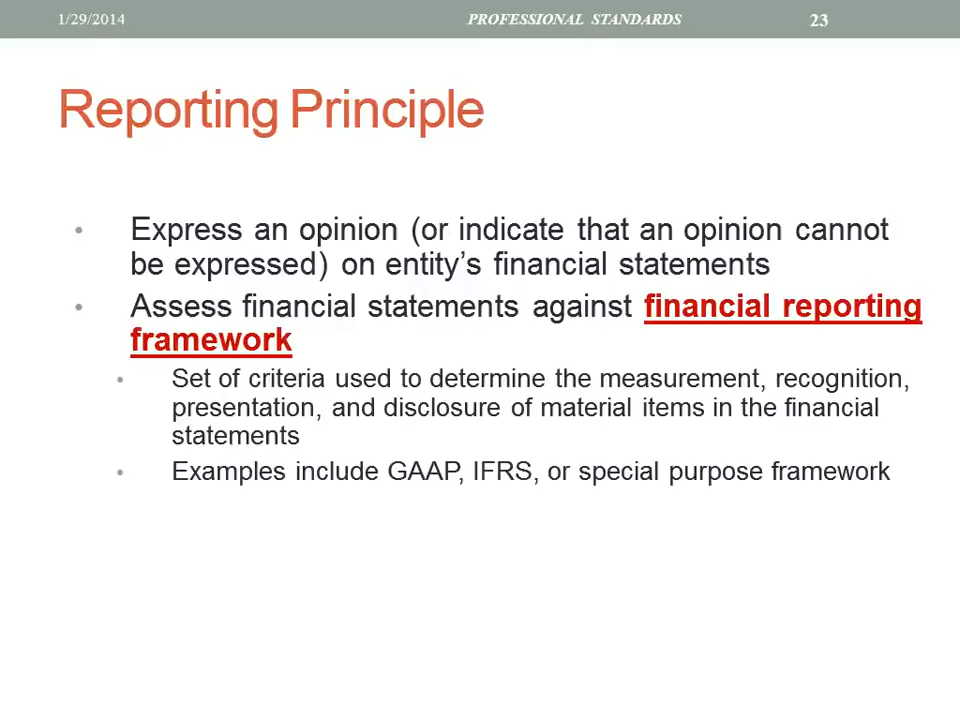 1/29/2014 PROFESSIONAL STANDARDS 23
Reporting Principle
• Express an opinion (or indicate that an opinion cannot
be expressed) on entity's financial statements
• Assess financial statements against financial reporting
framework
• Set of criteria used to determine the measurement, recognition,
presentation, and disclosure of material items in the financial
statements
• Examples include GAAP, IFRS, or special purpose framework